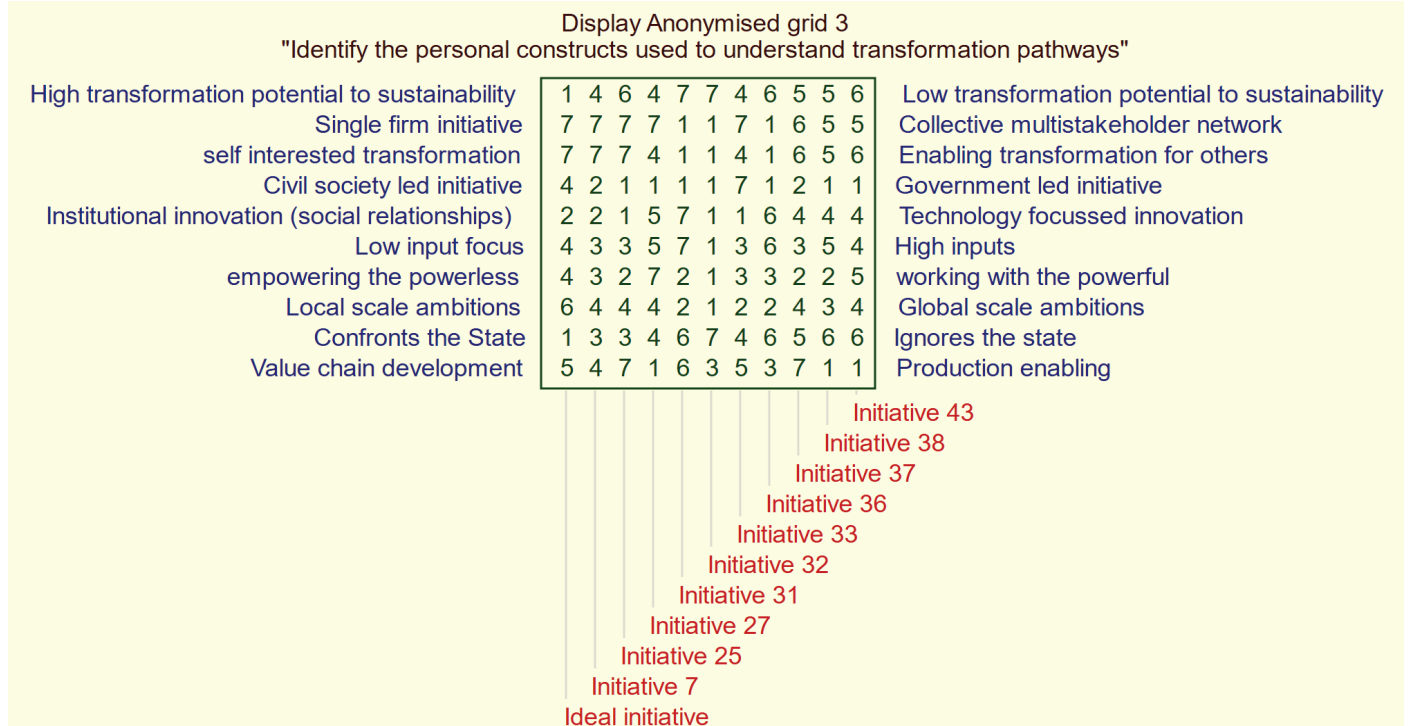 Display Anonymised grid 3
"Identify the personal constructs used to understand transformation pathways"
High transformation potential to sustainability 1 4 6 4 7 7 4 6 5 5 6 Low transformation potential to sustainability
Single firm initiative 7 7 7 7 1 1 7 1 6 5 5 Collective multistakeholder network
self interested transformation 7 7 7 4 1 1 4 1 6 5 6 Enabling transformation for others
Civil society led initiative 4 2 1 1 1 1 7 1 2 1 1 Government led initiative
Institutional innovation (social relationships) 2 2 1 5 7 1 1 6 4 4 4 Technology focussed innovation
Low input focus 4 3 3 5 7 1 3 6 3 5 4 High inputs
empowering the powerless 4 3 2 7 2 1 3 3 2 2 5 working with the powerful
Local scale ambitions 6 4 4 4 2 1 2 2 4 3 4 Global scale ambitions
Confronts the State 1 3 3 4 6 7 4 6 5 6 6 Ignores the state
Value chain development 5 4 7 1 6 3 5 3 7 1 1 Production enabling
Initiative 43
Initiative 38
Initiative 37
Initiative 36
Initiative 33
Initiative 32
Initiative 31
Initiative 27
Initiative 25
Initiative 7
Ideal initiative